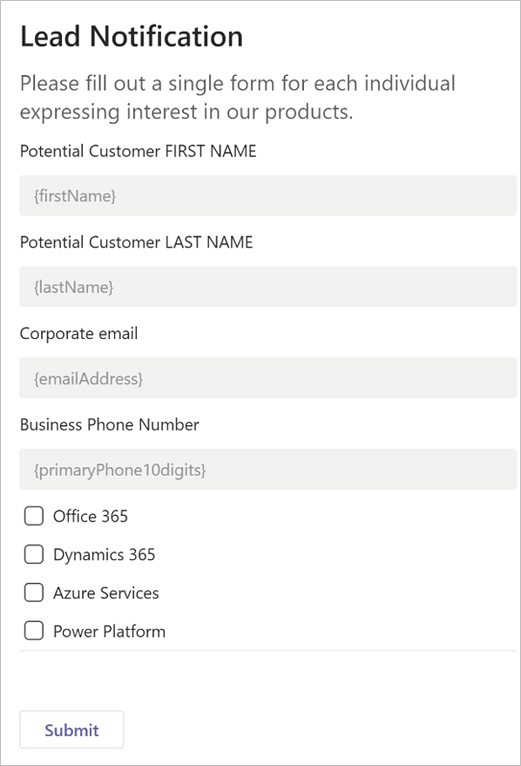 Lead Notification
Please fill out a single form for each individual
expressing interest in our products.
Potential Customer FIRST NAME
{firstName}
Potential Customer LAST NAME
{lastName}
Corporate email
{emailAddress}
Business Phone Number
{primaryPhone10digits}
Office 365
Dynamics 365
Azure Services
Power Platform
Submit